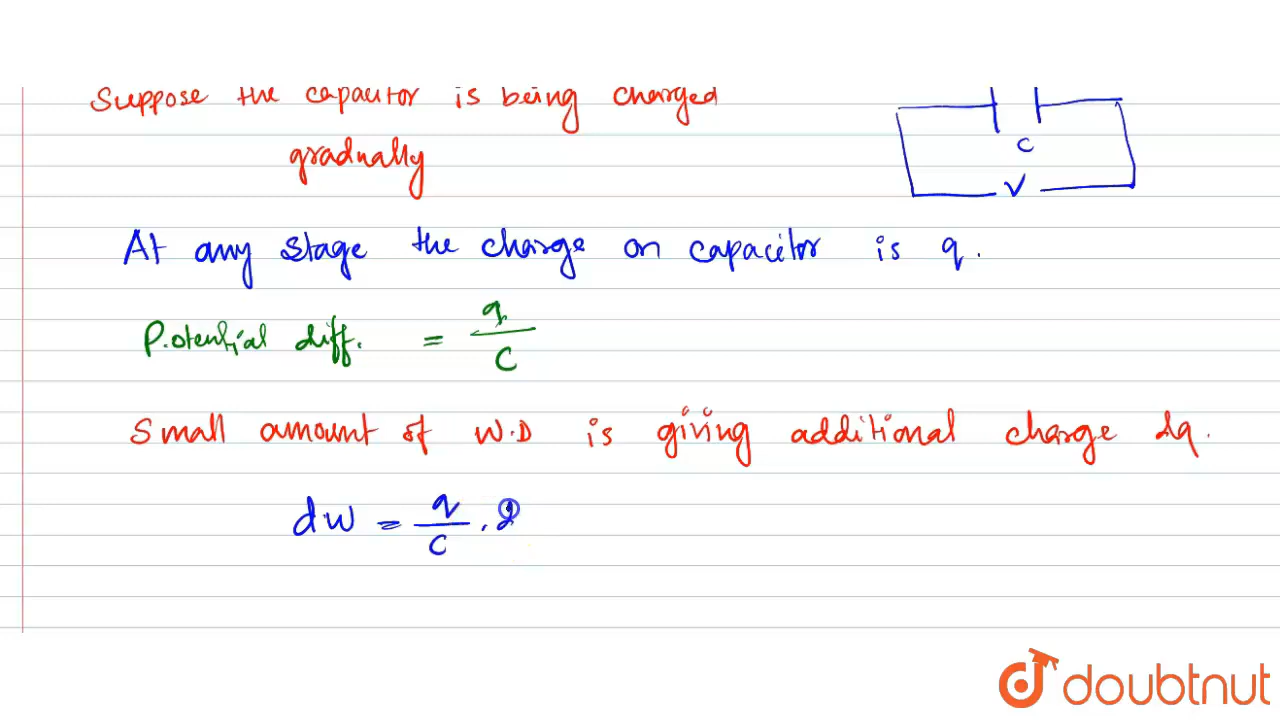 Suppose the capacitor is being charged
gradually
C
V
At any stage the charge on capacitor is q.
P.otential diff. = q/C
Small amount of W.D is giving additional charge dq.
dw = q/C .
doubtnut